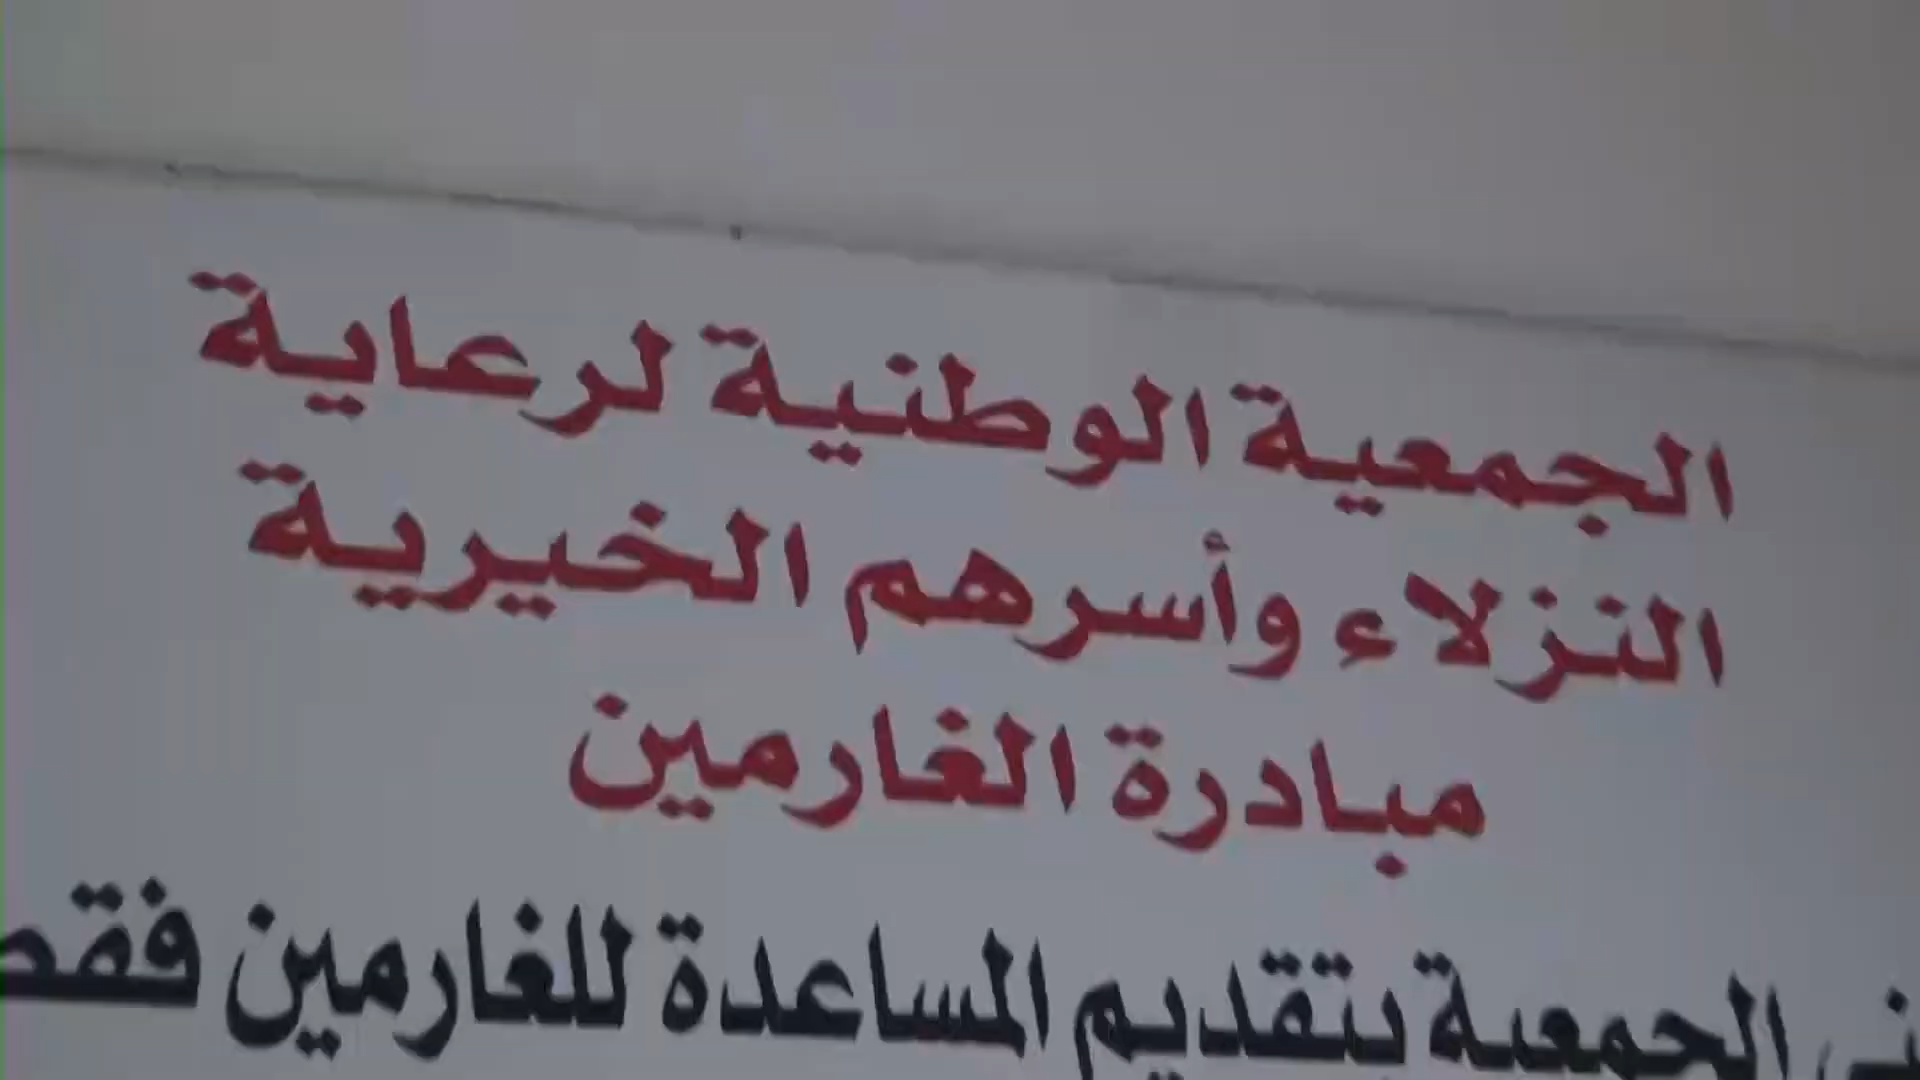 الجمعية الوطنية لرعاية
النزلاء وأسرهم الخيرية
مبادرة الغارمين
الجمعية بتقديم المساعدة للغارمين فقط